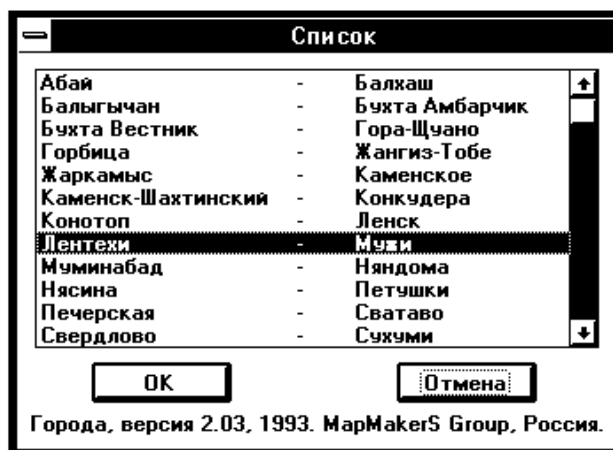 Список
Абай - Балхаш
Балыгычан - Бухта Амбарчик
Бухта Вестник - Гора-Щуано
Горбица - Жангиз-Тобе
Жаркамыс - Каменское
Каменск-Шахтинский - Конкудера
Конотоп - Ленск
Лентехи - Мужи
Муминабад - Няндома
Нясина - Петушки
Печерская - Сватаво
Свердлово - Сухуми
OK Отмена
Города, версия 2.03, 1993. MapMakerS Group, Россия.